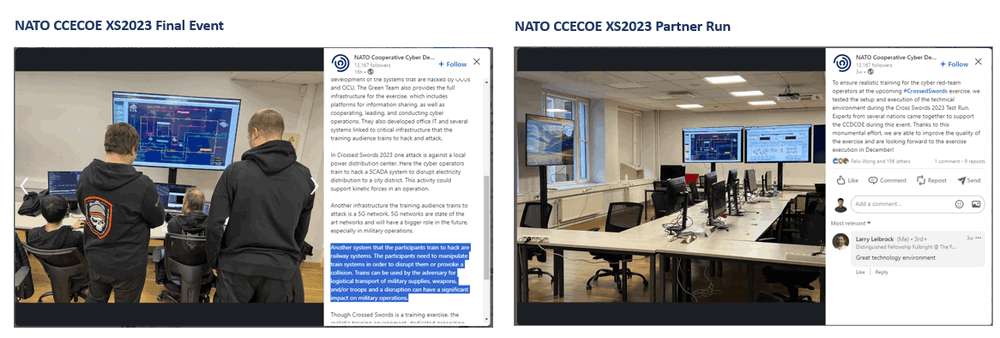 NATO CCECOE XS2023 Final Event
NATO Cooperative Cyber De...
12,167 followers
16h •
+ Follow
development of the systems that are hacked by OCOs
and OCU. The Green Team also provides the full
infrastructure for the exercise, which includes
platforms for information sharing, as well as
cooperating, leading, and conducting cyber
operations. They also developed office IT and several
systems linked to critical infrastructure that the
training audience trains to hack and attack.
In Crossed Swords 2023 one attack is against a local
power distribution center. Here the cyber operators
train to hack a SCADA system to disrupt electricity
distribution to a city district. This activity could
support kinetic forces in an operation.
Another infrastructure the training audience trains to
attack is a 5G network. 5G networks are state of the
art networks and will have a bigger role in the future,
especially in military operations.
Another system that the participants train to hack are
railway systems. The participants need to manipulate
train systems in order to disrupt them or provoke a
collision. Trains can be used by the adversary for
logistical transport of military supplies, weapons,
and/or troops and a disruption can have a significant
impact on military operations.
Though Crossed Swords is a training exercise, the
NATO CCECOE XS2023 Partner Run
NATO Cooperative Cyber De...
12,167 followers
3w •
+ Follow
To ensure realistic training for the cyber red-team
operators at the upcoming #CrossedSwords exercise, we
tested the setup and execution of the technical
environment during the Cross Swords 2023 Test Run.
Experts from several nations came together to support
the CCDCOE during this event. Thanks to this
monumental effort, we are able to improve the quality of
the exercise and are looking forward to the exercise
execution in December!
Felix Wong and 156 others
1 comment • 9 reposts
Like
Comment
Repost
Send
Add a comment...
Most relevant
Larry Leibrock (Me) • 3rd+
2w
Distinguished Fellowship Fulbright @ The F...
Great technology environment
Like | Reply